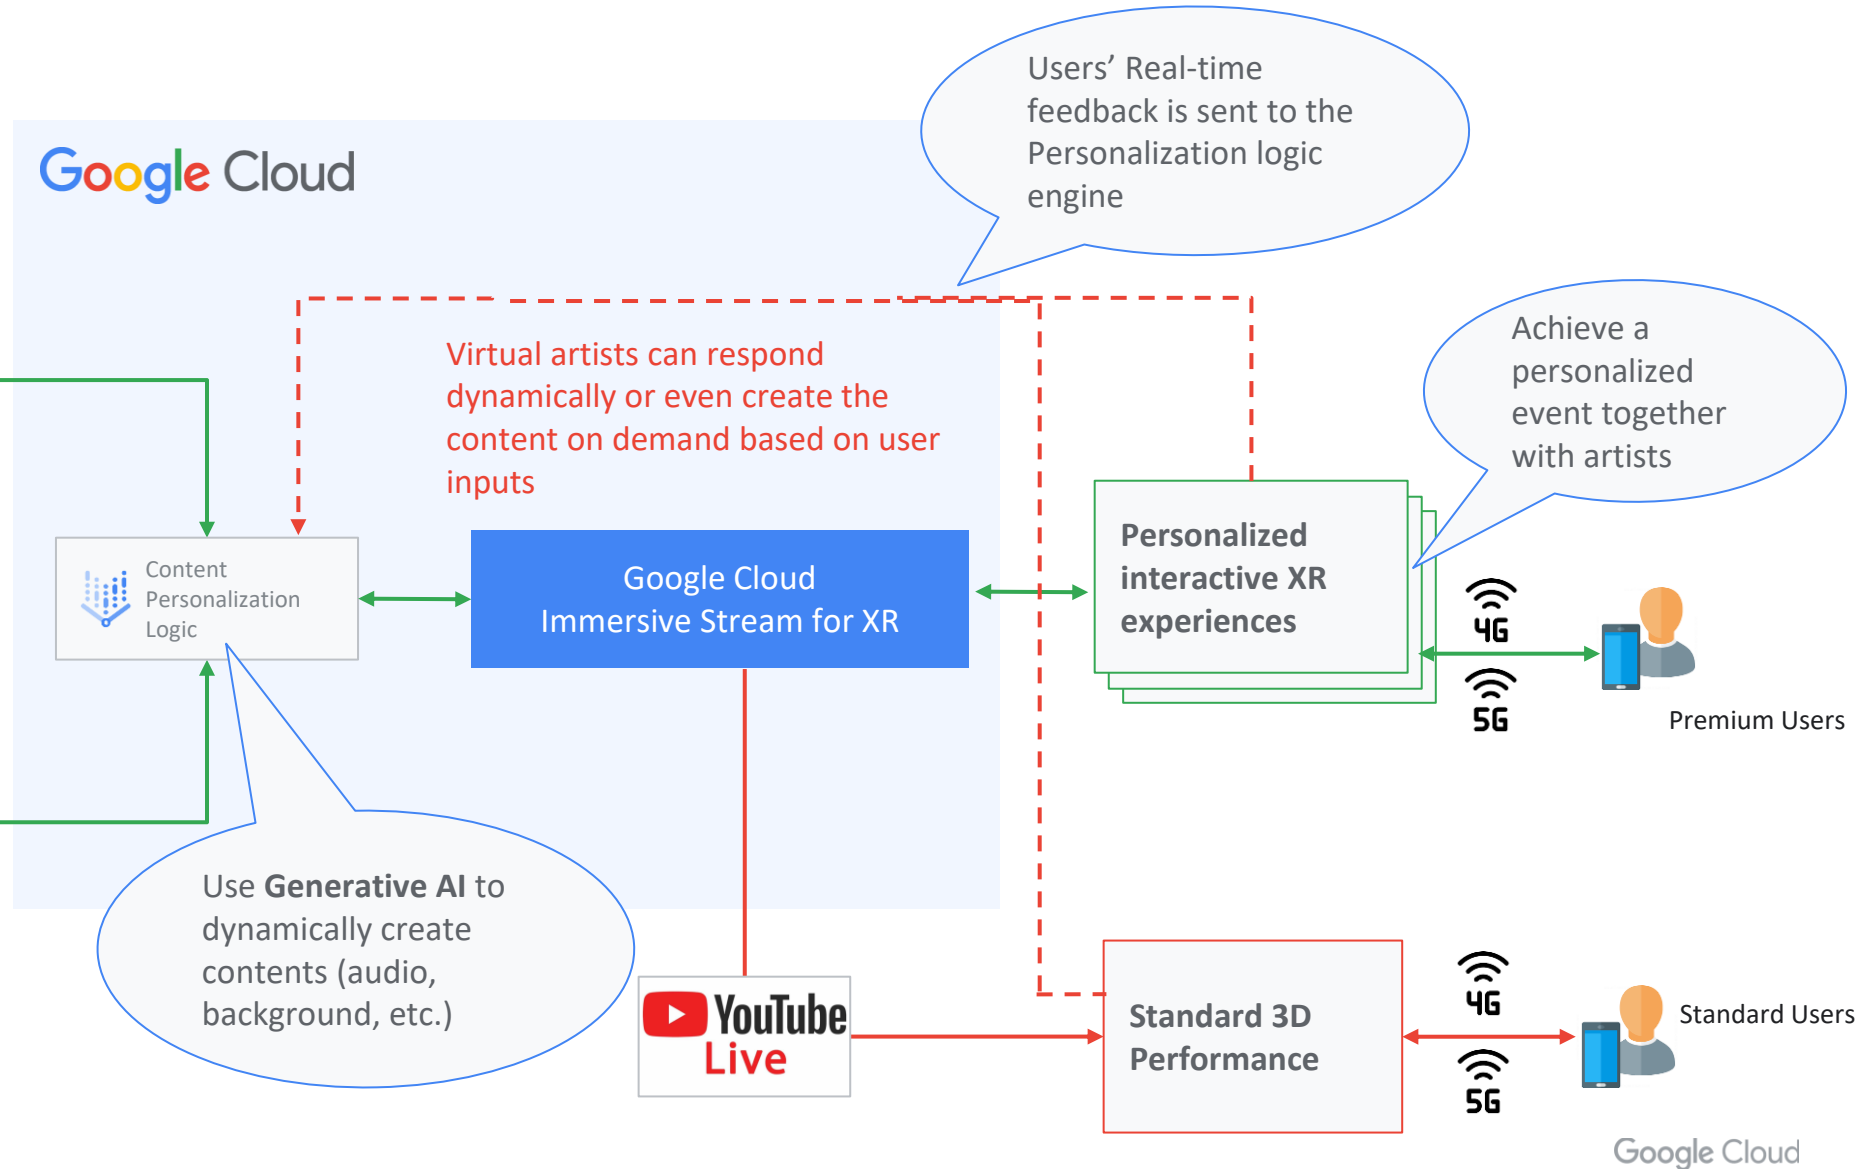 Users’ Real-time
feedback is sent to the
Personalization logic
engine
Google Cloud
Virtual artists can respond
dynamically or even create the
content on demand based on user
inputs
Achieve a
personalized
event together
with artists
Content
Personalization
Logic
Google Cloud
Immersive Stream for XR
Personalized
interactive XR
experiences
4G
5G
Premium Users
Use Generative AI to
dynamically create
contents (audio,
background, etc.)
YouTube
Live
Standard 3D
Performance
4G
5G
Standard Users
Google Cloud